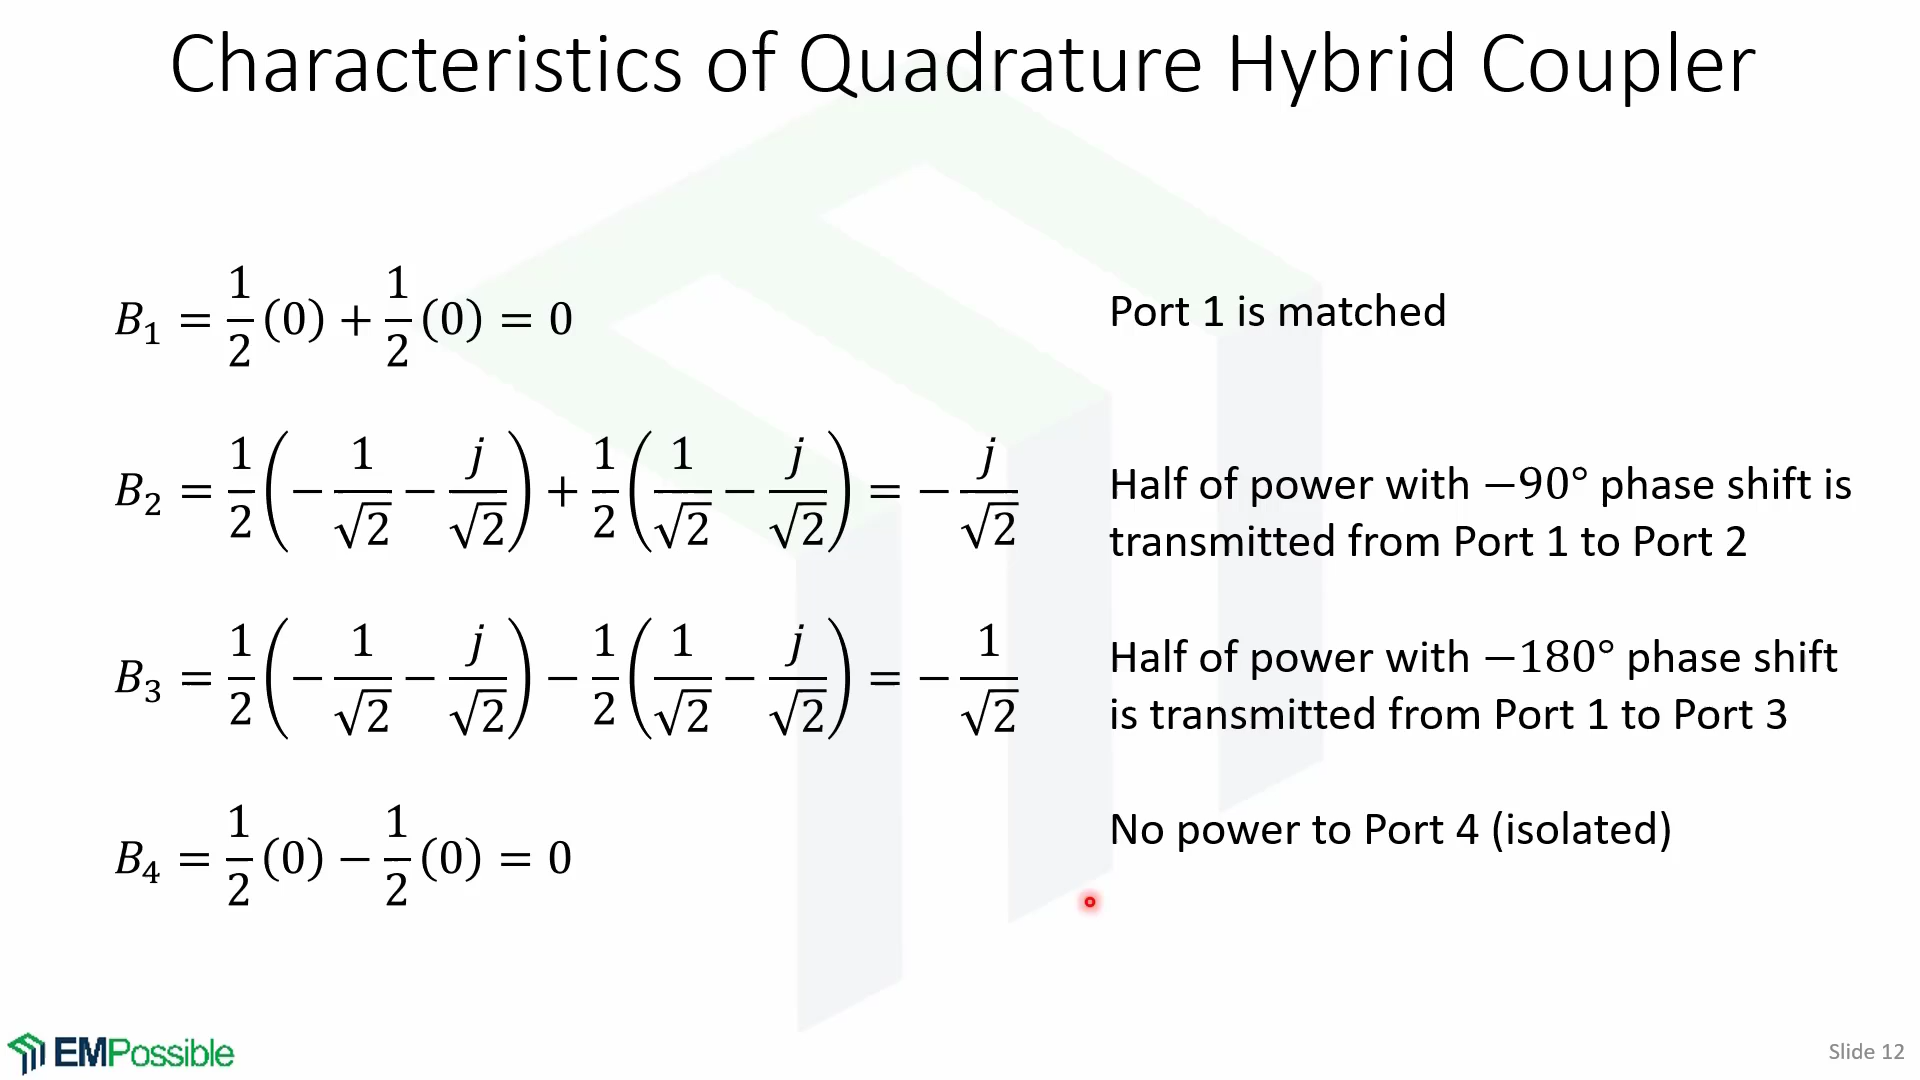 Characteristics of Quadrature Hybrid Coupler
B₁ = 1/2 (0) + 1/2 (0) = 0
Port 1 is matched
B₂ = 1/2 (−1/√2 − j/√2) + 1/2 (1/√2 − j/√2) = −j/√2
Half of power with −90° phase shift is
transmitted from Port 1 to Port 2
B₃ = 1/2 (−1/√2 − j/√2) − 1/2 (1/√2 − j/√2) = −1/√2
Half of power with −180° phase shift
is transmitted from Port 1 to Port 3
B₄ = 1/2 (0) − 1/2 (0) = 0
No power to Port 4 (isolated)
EMPossible
Slide 12